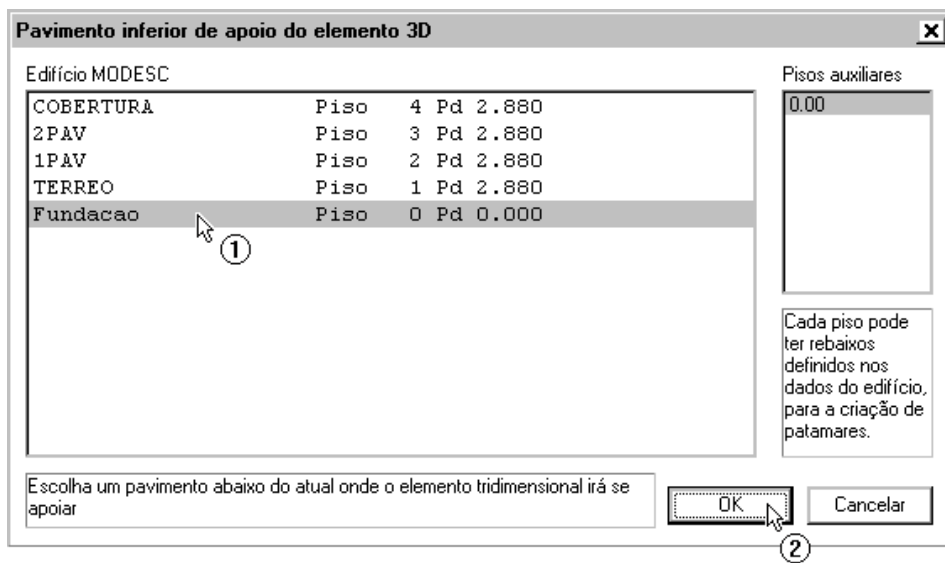 Pavimento inferior de apoio do elemento 3D
Edifício MODESC
COBERTURA Piso 4 Pd 2.880
2PAV Piso 3 Pd 2.880
1PAV Piso 2 Pd 2.880
TERREO Piso 1 Pd 2.880
Fundacao Piso 0 Pd 0.000
1
Pisos auxiliares
0.00
Cada piso pode
ter rebaixos
definidos nos
dados do edifício,
para a criação de
patamares.
Escolha um pavimento abaixo do atual onde o elemento tridimensional irá se
apoiar
OK
Cancelar
2